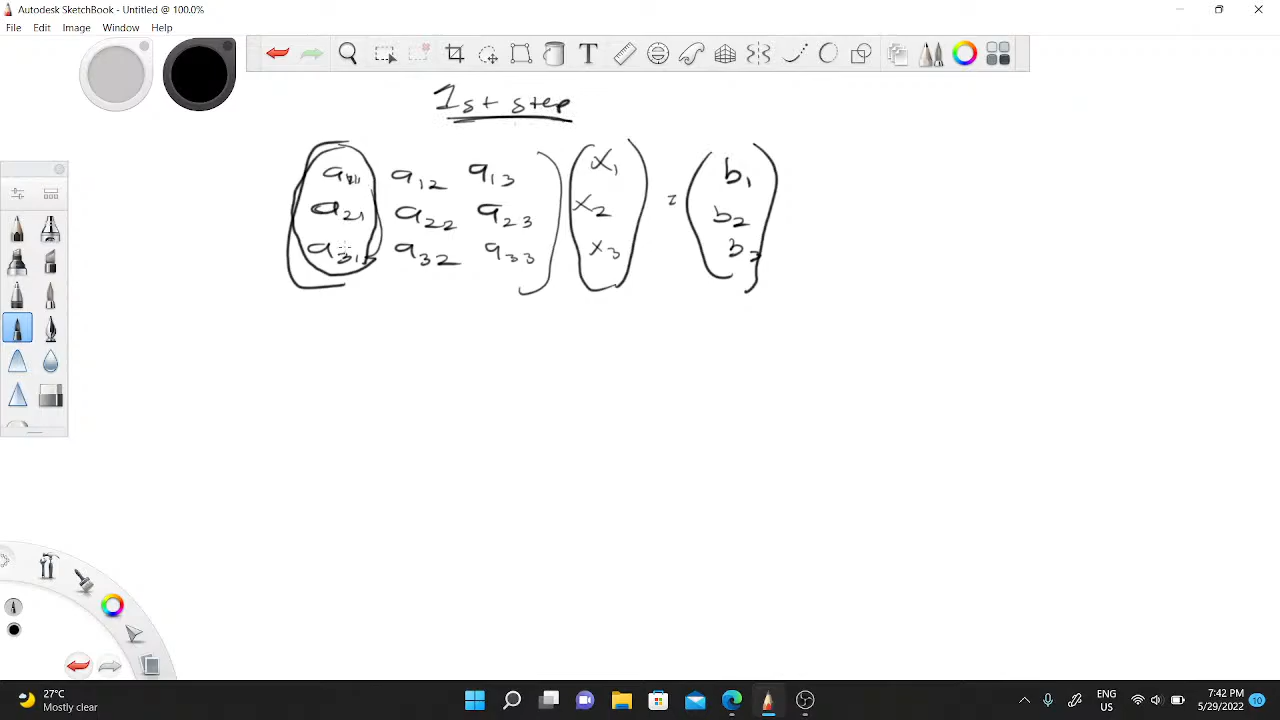 Autodesk SketchBook - Untitled @ 100.0%
File Edit Image Window Help
1st step
a11 a12 a13 x1 = b1
a21 a22 a23 x2 b2
a31 a32 a33 x3 b3
27°C
Mostly clear
ENG
US
7:42 PM
5/29/2022
10